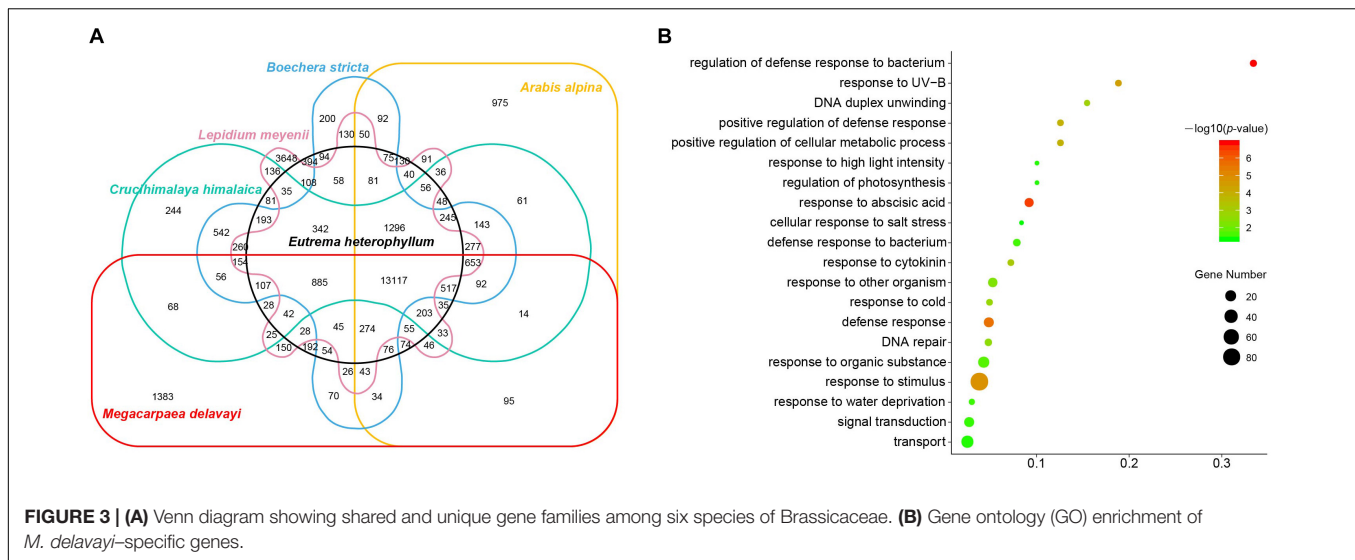 A
Boechera stricta
Arabis alpina
Lepidium meyenii
Crucihimalaya himalaica
Eutrema heterophyllum
Megacarpaea delavayi
975
200
92
130 50
3648 394 94
75 130 91
136
108
58
81
40
36
35
56
81
48
61
244
193
245
143
542
342
1296
260
277
154
653
56
107
885
13117
517
92
68
28
42
203
35
14
25
28
45
274
55
33
150 192 54
76 74 46
26 43
70
34
1383
95
B
regulation of defense response to bacterium
response to UV−B
DNA duplex unwinding
positive regulation of defense response
positive regulation of cellular metabolic process
response to high light intensity
regulation of photosynthesis
response to abscisic acid
cellular response to salt stress
defense response to bacterium
response to cytokinin
response to other organism
response to cold
defense response
DNA repair
response to organic substance
response to stimulus
response to water deprivation
signal transduction
transport
0.1 0.2 0.3
−log10(p-value)
6
5
4
3
2
Gene Number
20
40
60
80
FIGURE 3 | (A) Venn diagram showing shared and unique gene families among six species of Brassicaceae. (B) Gene ontology (GO) enrichment of
M. delavayi–specific genes.